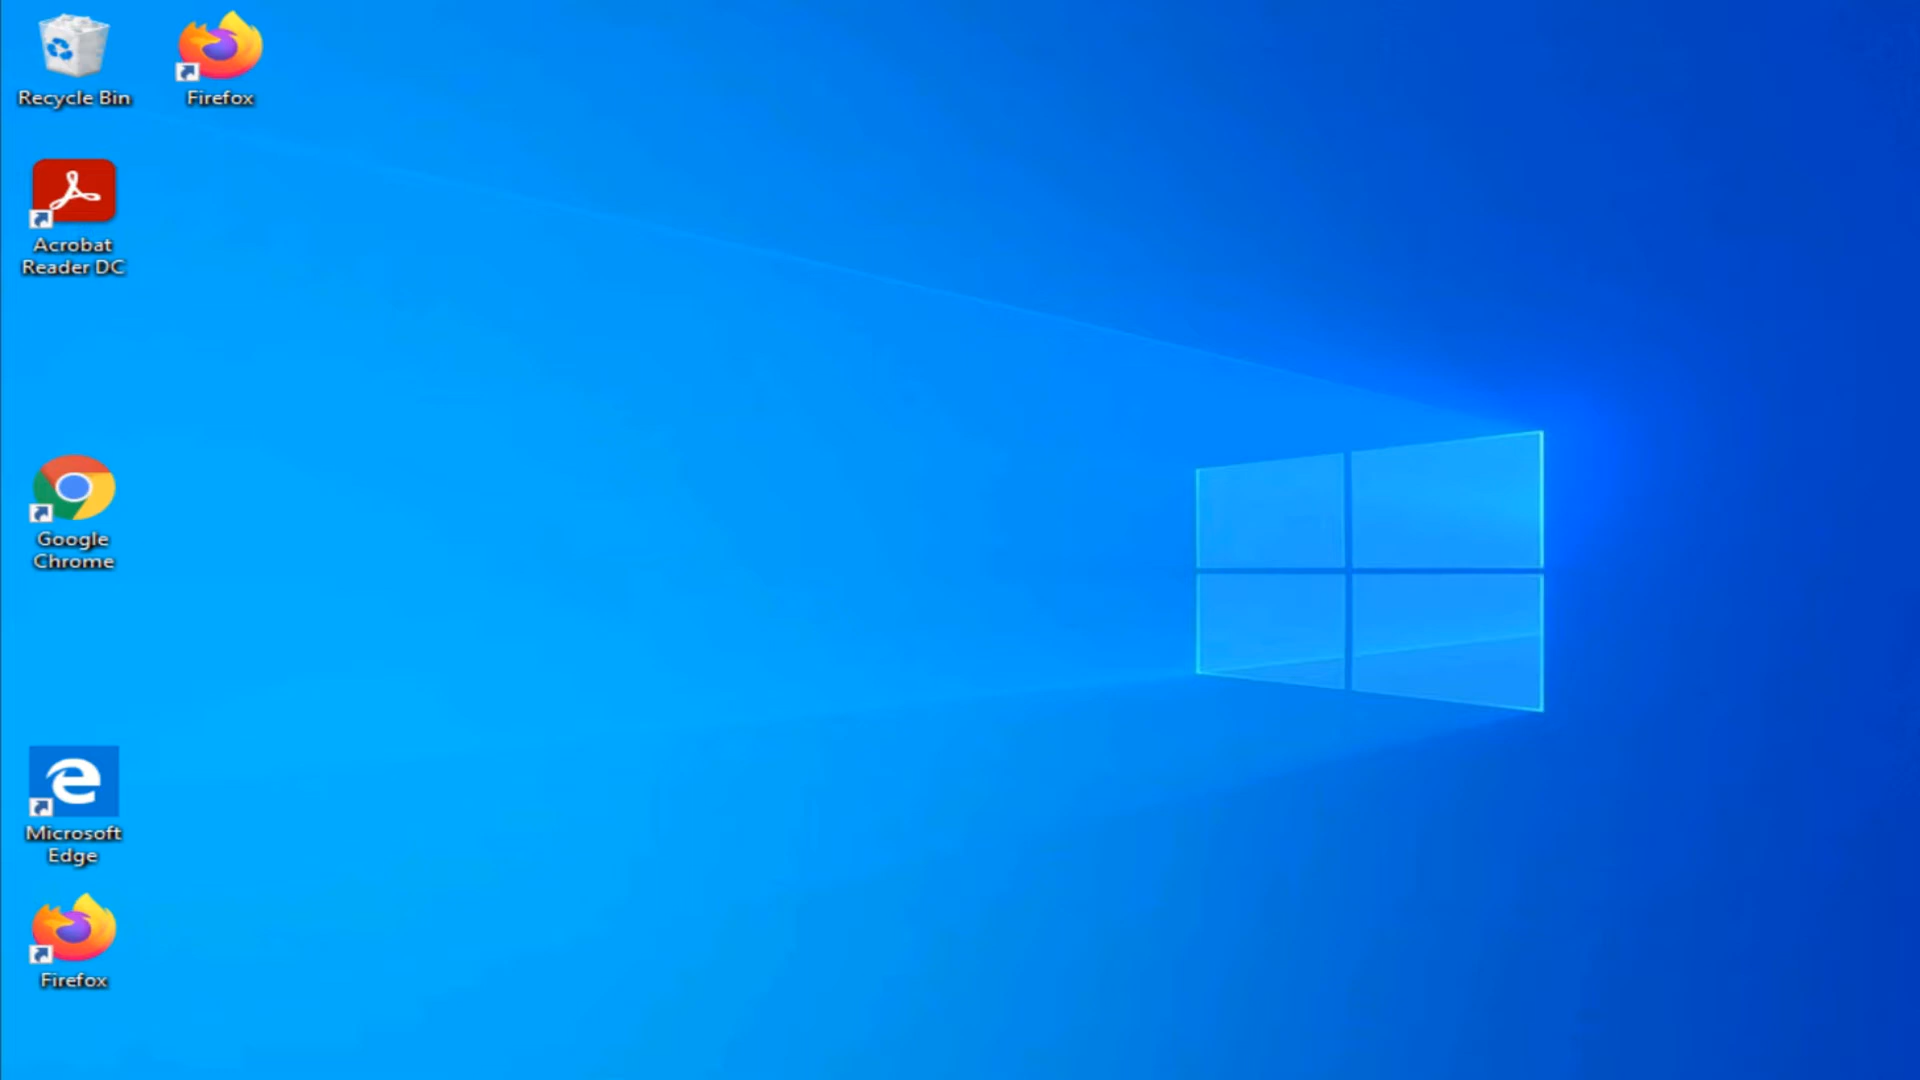 Recycle Bin
Firefox
Acrobat
Reader DC
Google
Chrome
Microsoft
Edge
Firefox